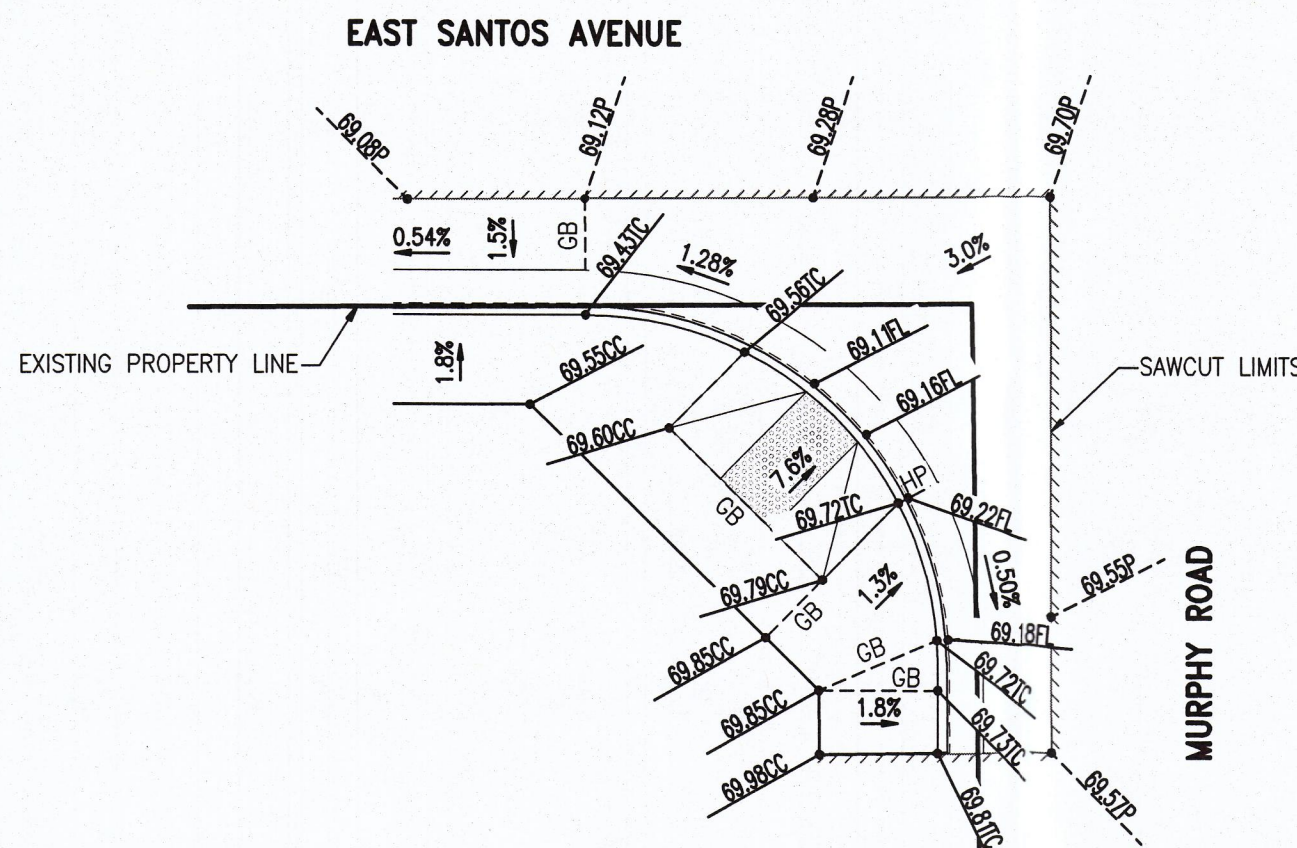 EAST SANTOS AVENUE
69.08P
69.12P
69.28P
69.70P
0.54%
1.5%
GB
69.43TC
1.28%
3.0%
69.56TC
EXISTING PROPERTY LINE
1.8%
69.55CC
69.11FL
SAWCUT LIMITS
69.16FL
69.60CC
7.6%
HP
GB
69.72TC
69.22FL
69.79CC
1.3%
0.50%
69.55P
GB
69.18FL
69.85CC
GB
69.72TC
MURPHY ROAD
GB
69.85CC
1.8%
69.73TC
69.98CC
69.81TC
69.57P